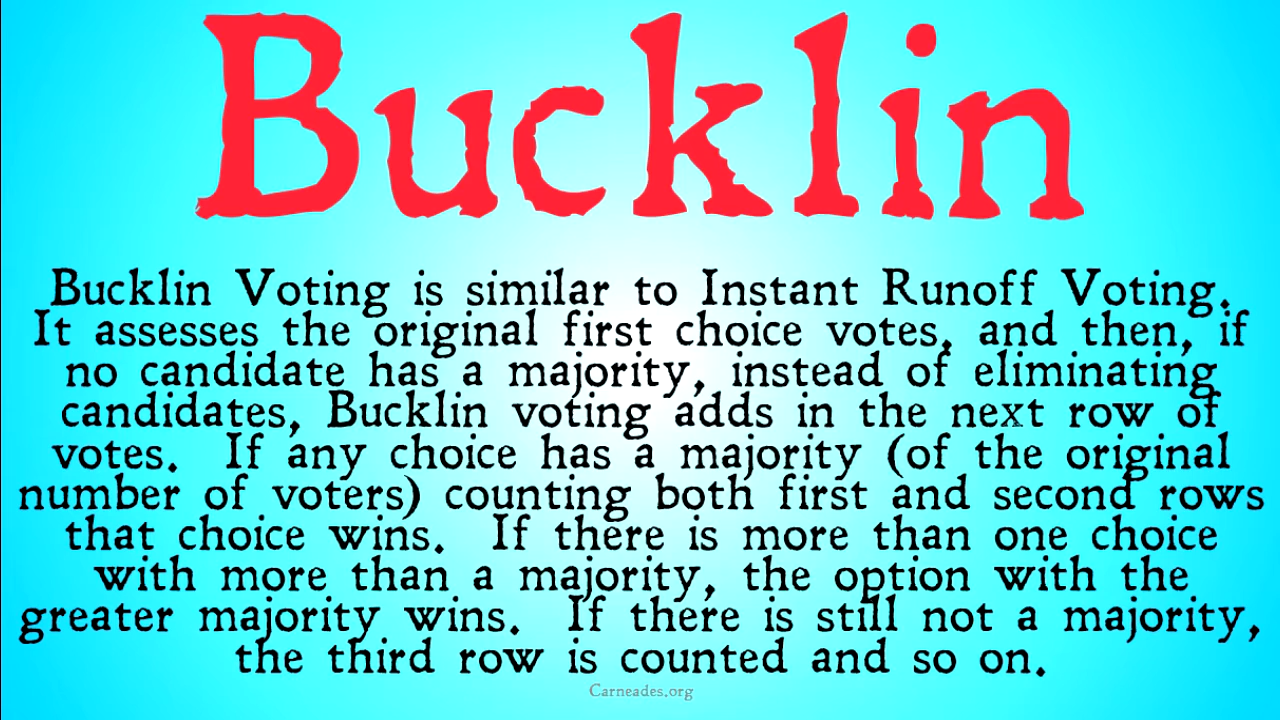 Bucklin
Bucklin Voting is similar to Instant Runoff Voting.
It assesses the original first choice votes, and then, if
no candidate has a majority, instead of eliminating
candidates, Bucklin voting adds in the next row of
votes.  If any choice has a majority (of the original
number of voters) counting both first and second rows
that choice wins.  If there is more than one choice
with more than a majority, the option with the
greater majority wins.  If there is still not a majority,
the third row is counted and so on.
Carneades.org